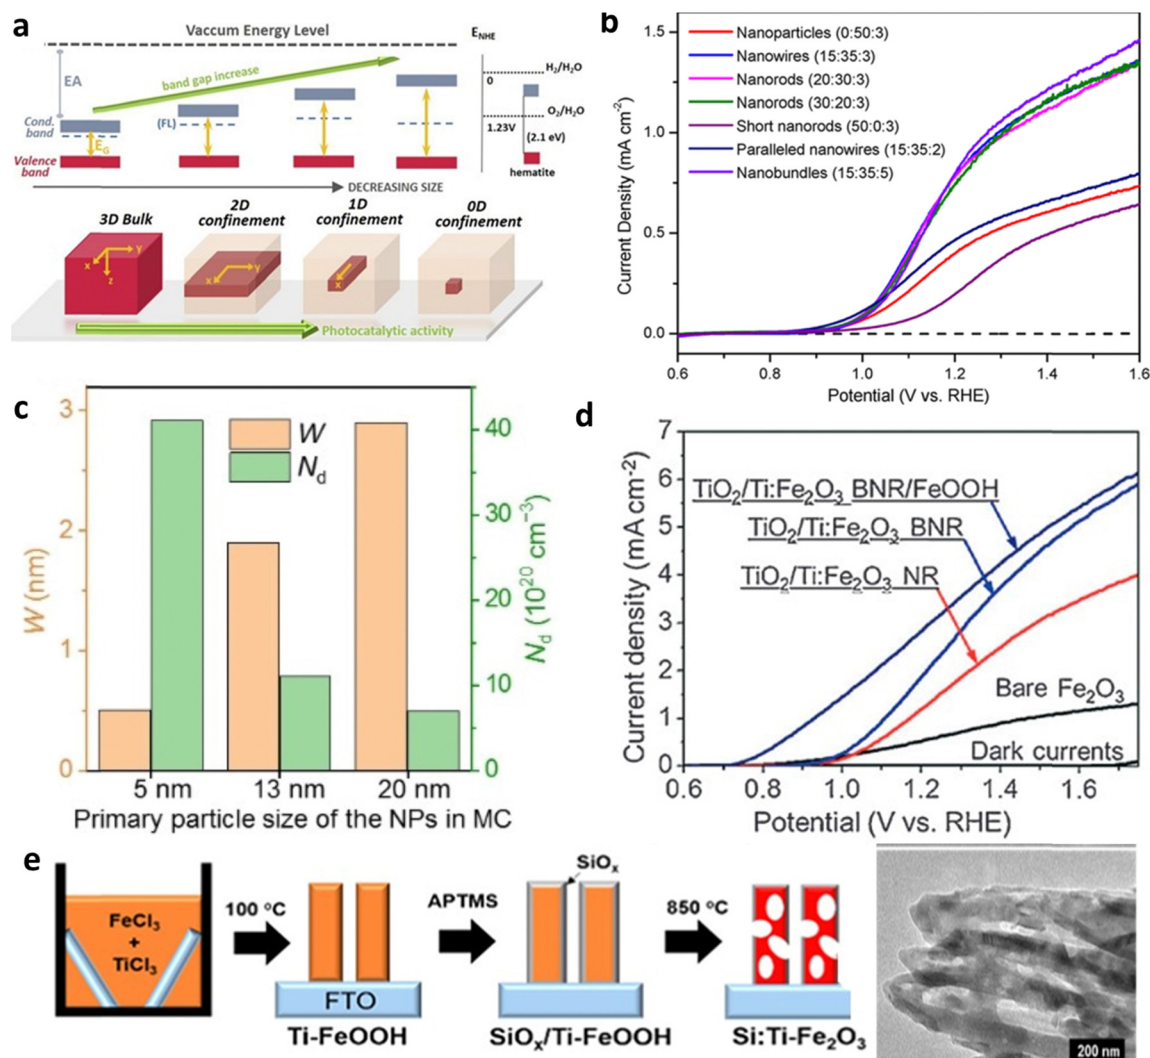 a
Vaccum Energy Level
E_NHE
EA
band gap increase
H₂/H₂O
0
Cond.
band
(FL)
O₂/H₂O
1.23V
(2.1 eV)
E_G
Valence
band
hematite
DECREASING SIZE
3D Bulk
2D
confinement
1D
confinement
0D
confinement
x
y
z
x
y
x
Photocatalytic activity
b
1.5
1.0
0.5
0.0
Current Density (mA cm⁻²)
Nanoparticles (0:50:3)
Nanowires (15:35:3)
Nanorods (20:30:3)
Nanorods (30:20:3)
Short nanorods (50:0:3)
Paralleled nanowires (15:35:2)
Nanobundles (15:35:5)
0.6 0.8 1.0 1.2 1.4 1.6
Potential (V vs. RHE)
c
3
2
1
0
W (nm)
W
N_d
40
30
20
10
0
N_d (10²⁰ cm⁻³)
5 nm 13 nm 20 nm
Primary particle size of the NPs in MC
d
7
6
5
4
3
2
1
0
Current density (mA cm⁻²)
TiO₂/Ti:Fe₂O₃ BNR/FeOOH
TiO₂/Ti:Fe₂O₃ BNR
TiO₂/Ti:Fe₂O₃ NR
Bare Fe₂O₃
Dark currents
0.6 0.8 1.0 1.2 1.4 1.6
Potential (V vs. RHE)
e
FeCl₃
+
TiCl₃
100 °C
FTO
Ti-FeOOH
APTMS
SiOₓ
SiOₓ/Ti-FeOOH
850 °C
Si:Ti-Fe₂O₃
200 nm